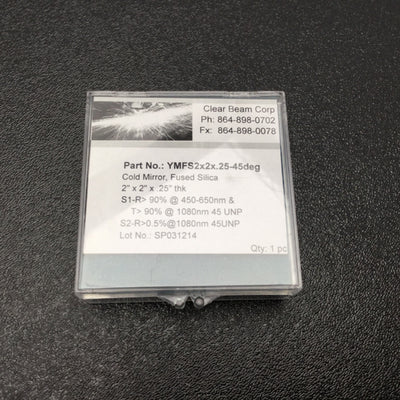 Clear Beam Corp
Ph: 864-898-0702
Fx: 864-898-0078
Part No.: YMFS2x2x.25-45deg
Cold Mirror, Fused Silica
2" x 2" x .25" thk
S1-R> 90% @ 450-650nm &
T> 90% @ 1080nm 45 UNP
S2-R>0.5%@1080nm 45UNP
Lot No.: SP031214
Qty: 1 pc